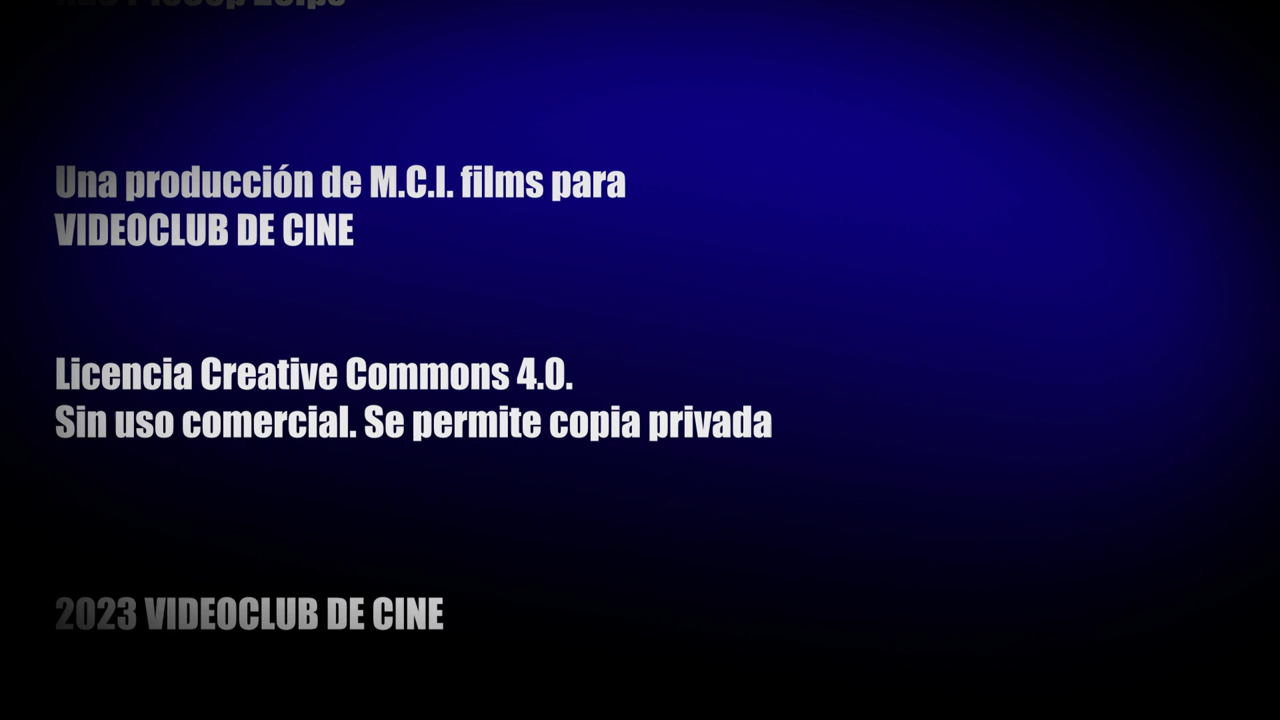 Una producción de M.C.I. films para
VIDEOCLUB DE CINE
Licencia Creative Commons 4.0.
Sin uso comercial. Se permite copia privada
2023 VIDEOCLUB DE CINE